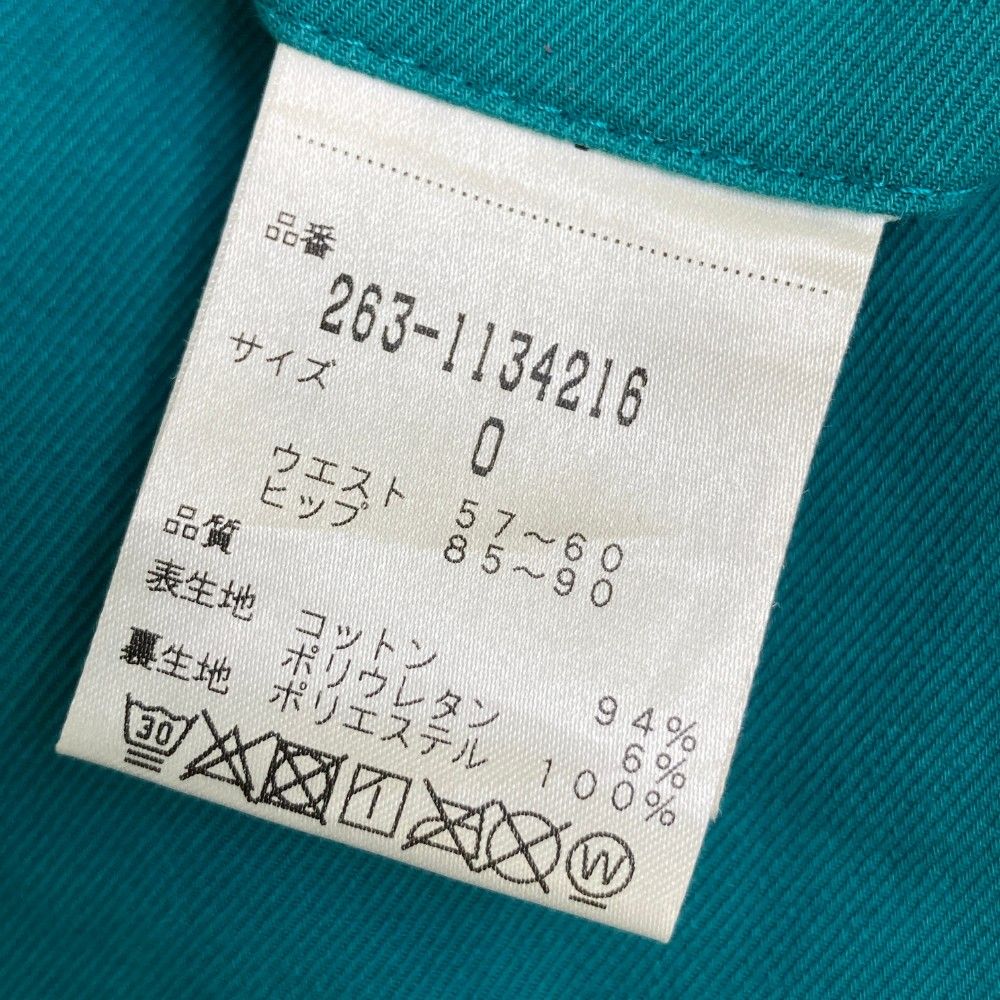 品番
263-1134216
サイズ
0
ウエスト 57～60
ヒップ 85～90
品質
表生地 コットン 94%
ポリウレタン 6%
裏生地 ポリエステル 100%
30
1
W